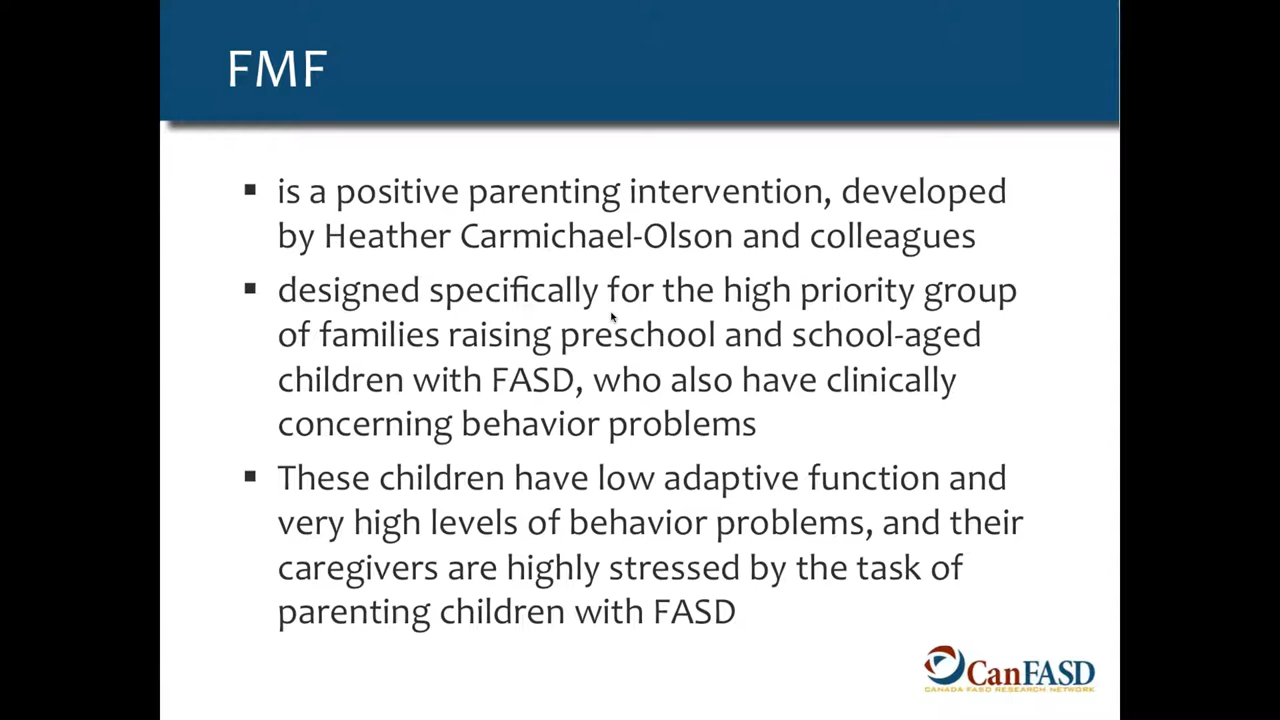 FMF
▪ is a positive parenting intervention, developed
by Heather Carmichael-Olson and colleagues
▪ designed specifically for the high priority group
of families raising preschool and school-aged
children with FASD, who also have clinically
concerning behavior problems
▪ These children have low adaptive function and
very high levels of behavior problems, and their
caregivers are highly stressed by the task of
parenting children with FASD
CanFASD
CANADA FASD RESEARCH NETWORK